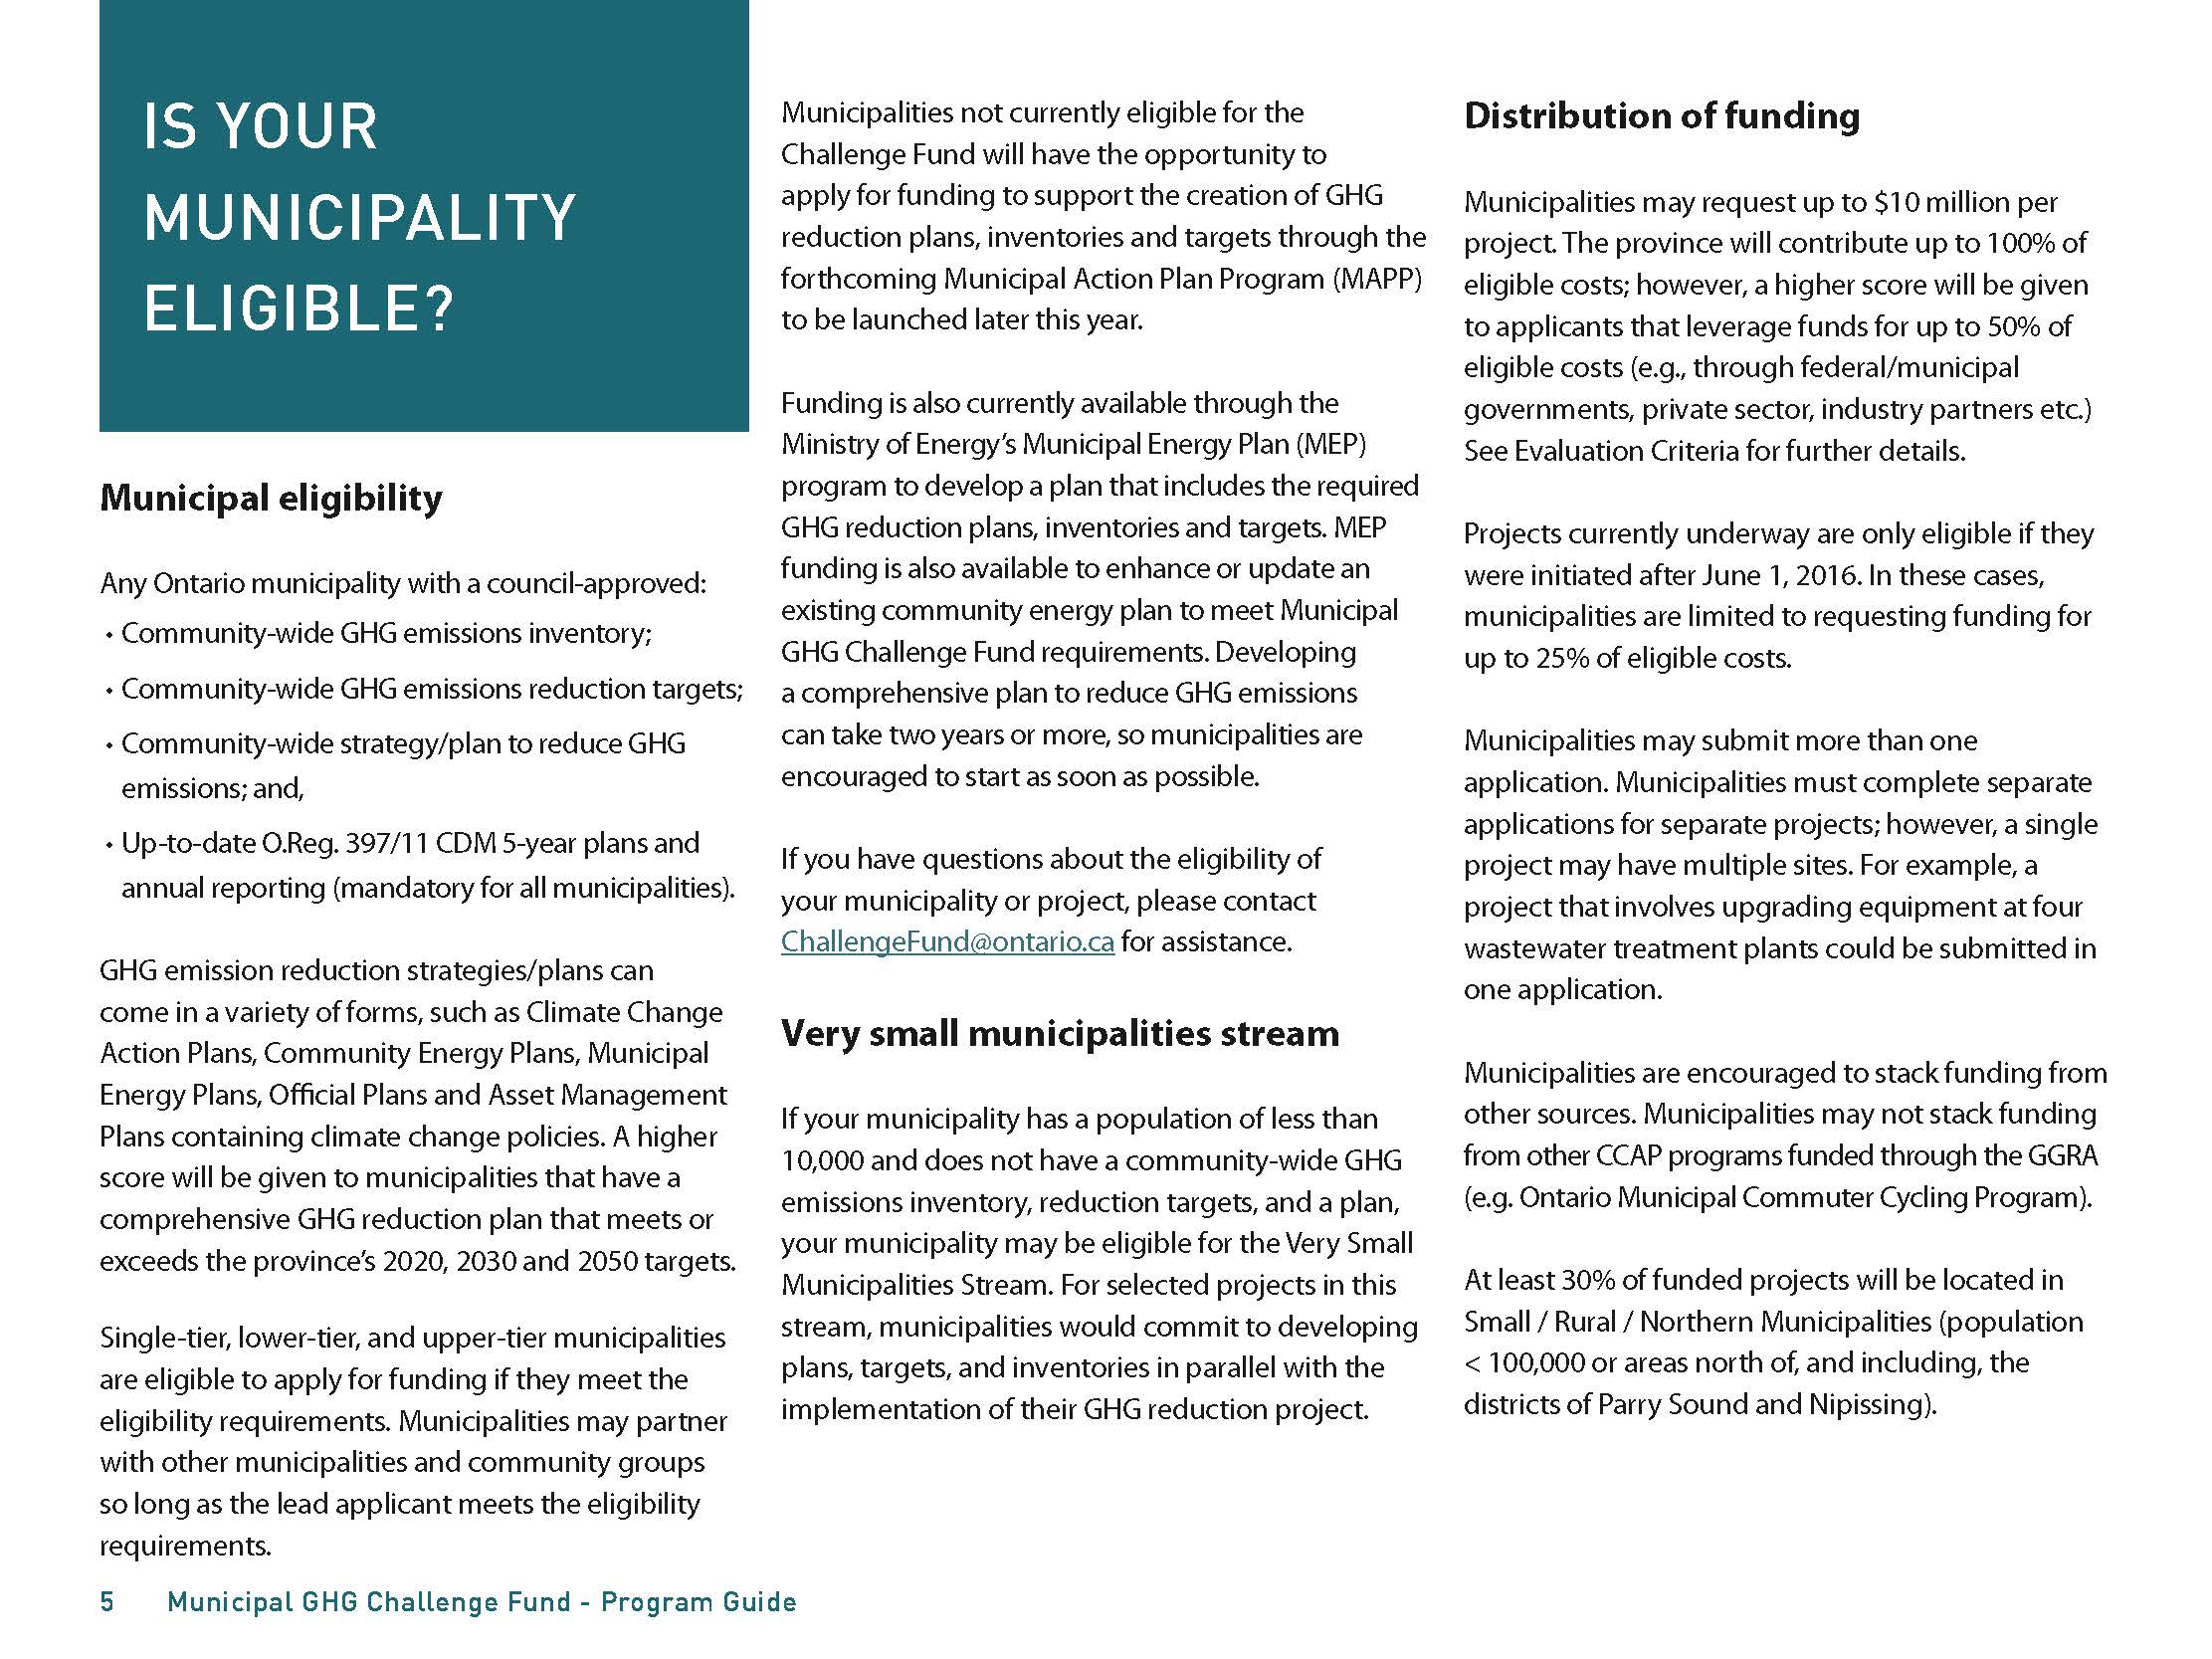 IS YOUR
MUNICIPALITY
ELIGIBLE?
Municipal eligibility
Any Ontario municipality with a council-approved:
• Community-wide GHG emissions inventory;
• Community-wide GHG emissions reduction targets;
• Community-wide strategy/plan to reduce GHG
emissions; and,
• Up-to-date O.Reg. 397/11 CDM 5-year plans and
annual reporting (mandatory for all municipalities).
GHG emission reduction strategies/plans can
come in a variety of forms, such as Climate Change
Action Plans, Community Energy Plans, Municipal
Energy Plans, Official Plans and Asset Management
Plans containing climate change policies. A higher
score will be given to municipalities that have a
comprehensive GHG reduction plan that meets or
exceeds the province's 2020, 2030 and 2050 targets.
Single-tier, lower-tier, and upper-tier municipalities
are eligible to apply for funding if they meet the
eligibility requirements. Municipalities may partner
with other municipalities and community groups
so long as the lead applicant meets the eligibility
requirements.
Municipalities not currently eligible for the
Challenge Fund will have the opportunity to
apply for funding to support the creation of GHG
reduction plans, inventories and targets through the
forthcoming Municipal Action Plan Program (MAPP)
to be launched later this year.
Funding is also currently available through the
Ministry of Energy's Municipal Energy Plan (MEP)
program to develop a plan that includes the required
GHG reduction plans, inventories and targets. MEP
funding is also available to enhance or update an
existing community energy plan to meet Municipal
GHG Challenge Fund requirements. Developing
a comprehensive plan to reduce GHG emissions
can take two years or more, so municipalities are
encouraged to start as soon as possible.
If you have questions about the eligibility of
your municipality or project, please contact
ChallengeFund@ontario.ca for assistance.
Very small municipalities stream
If your municipality has a population of less than
10,000 and does not have a community-wide GHG
emissions inventory, reduction targets, and a plan,
your municipality may be eligible for the Very Small
Municipalities Stream. For selected projects in this
stream, municipalities would commit to developing
plans, targets, and inventories in parallel with the
implementation of their GHG reduction project.
Distribution of funding
Municipalities may request up to $10 million per
project. The province will contribute up to 100% of
eligible costs; however, a higher score will be given
to applicants that leverage funds for up to 50% of
eligible costs (e.g., through federal/municipal
governments, private sector, industry partners etc.)
See Evaluation Criteria for further details.
Projects currently underway are only eligible if they
were initiated after June 1, 2016. In these cases,
municipalities are limited to requesting funding for
up to 25% of eligible costs.
Municipalities may submit more than one
application. Municipalities must complete separate
applications for separate projects; however, a single
project may have multiple sites. For example, a
project that involves upgrading equipment at four
wastewater treatment plants could be submitted in
one application.
Municipalities are encouraged to stack funding from
other sources. Municipalities may not stack funding
from other CCAP programs funded through the GGRA
(e.g. Ontario Municipal Commuter Cycling Program).
At least 30% of funded projects will be located in
Small / Rural / Northern Municipalities (population
< 100,000 or areas north of, and including, the
districts of Parry Sound and Nipissing).
5 Municipal GHG Challenge Fund - Program Guide